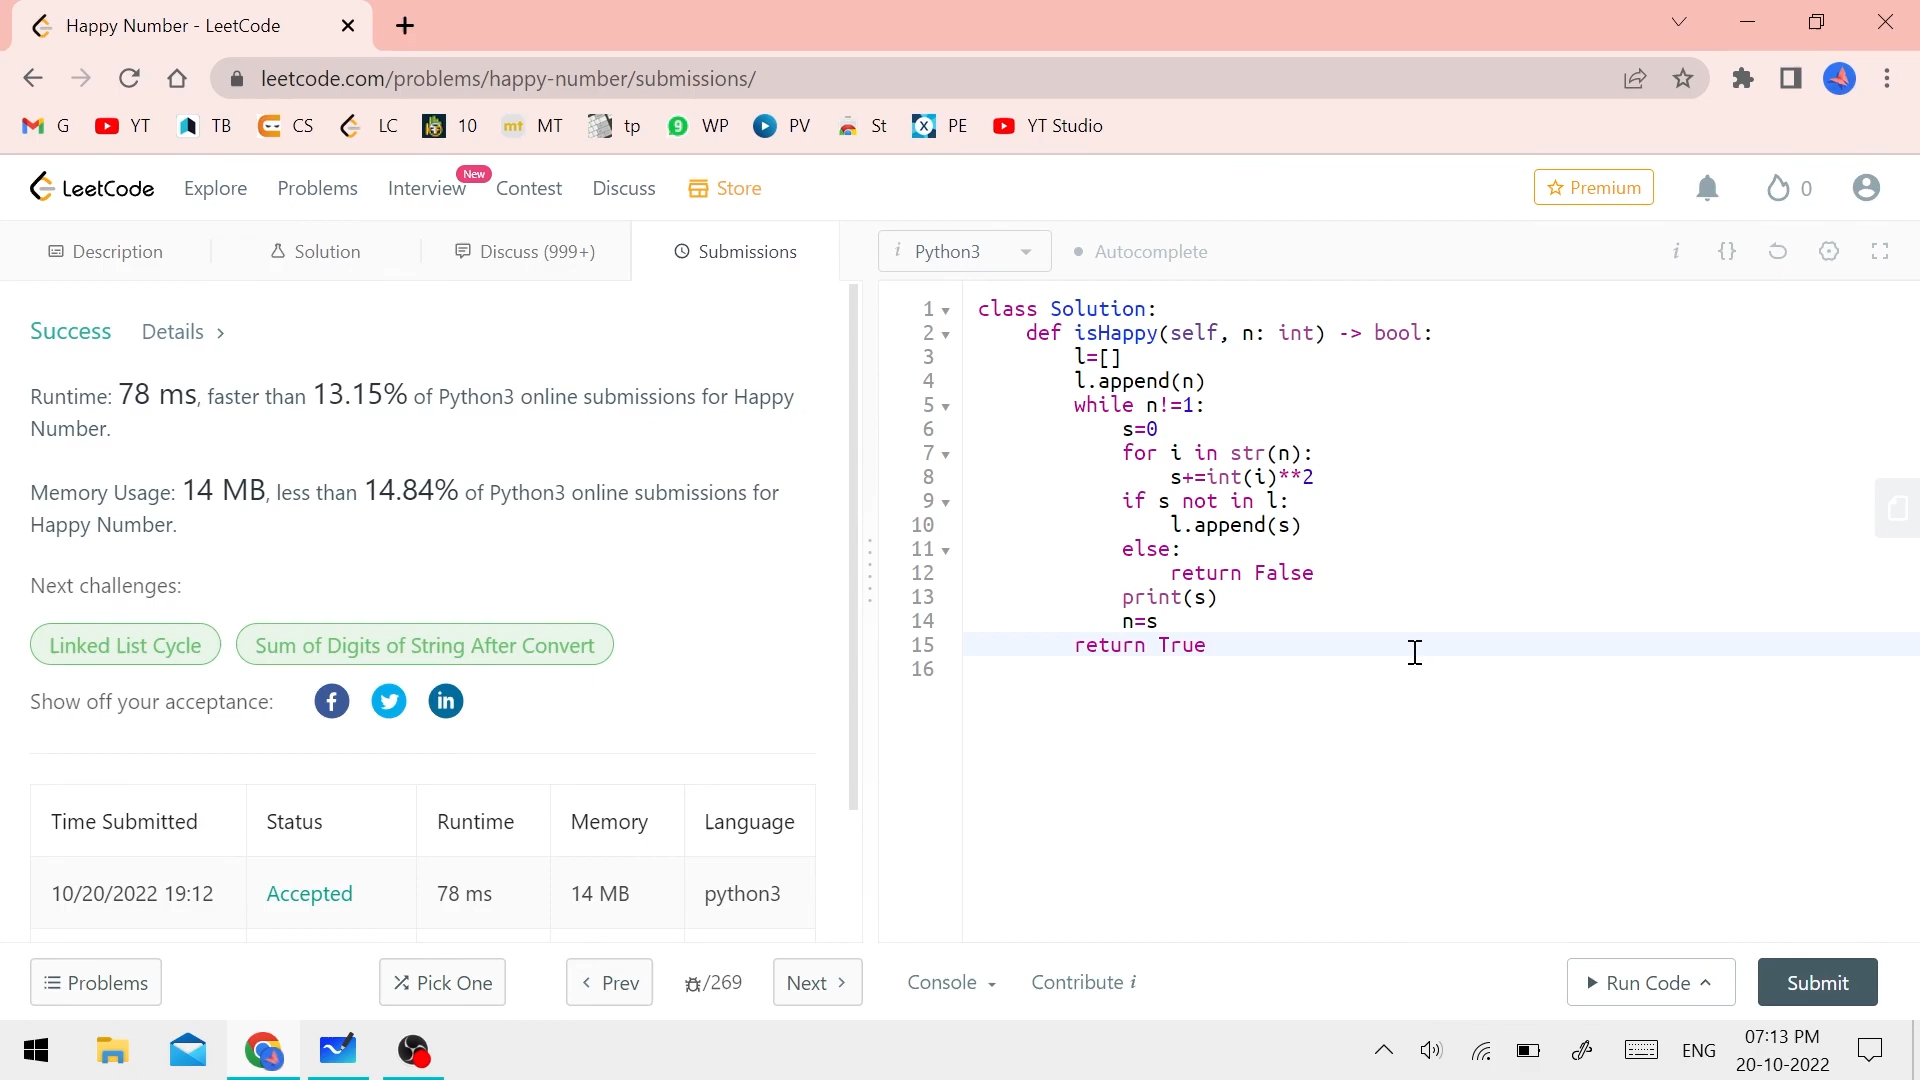 Happy Number - LeetCode
leetcode.com/problems/happy-number/submissions/
G YT TB CS LC 10 mt MT tp 9 WP PV St PE YT Studio
LeetCode Explore Problems Interview New Contest Discuss Store Premium 0
Description Solution Discuss (999+) Submissions
i Python3 Autocomplete i {}
Success Details >
Runtime: 78 ms, faster than 13.15% of Python3 online submissions for Happy
Number.
Memory Usage: 14 MB, less than 14.84% of Python3 online submissions for
Happy Number.
Next challenges:
Linked List Cycle Sum of Digits of String After Convert
Show off your acceptance: f in
Time Submitted Status Runtime Memory Language
10/20/2022 19:12 Accepted 78 ms 14 MB python3
1 class Solution:
2 def isHappy(self, n: int) -> bool:
3 l=[]
4 l.append(n)
5 while n!=1:
6 s=0
7 for i in str(n):
8 s+=int(i)**2
9 if s not in l:
10 l.append(s)
11 else:
12 return False
13 print(s)
14 n=s
15 return True
16
Problems Pick One < Prev /269 Next > Console Contribute i Run Code Submit
ENG 07:13 PM
20-10-2022